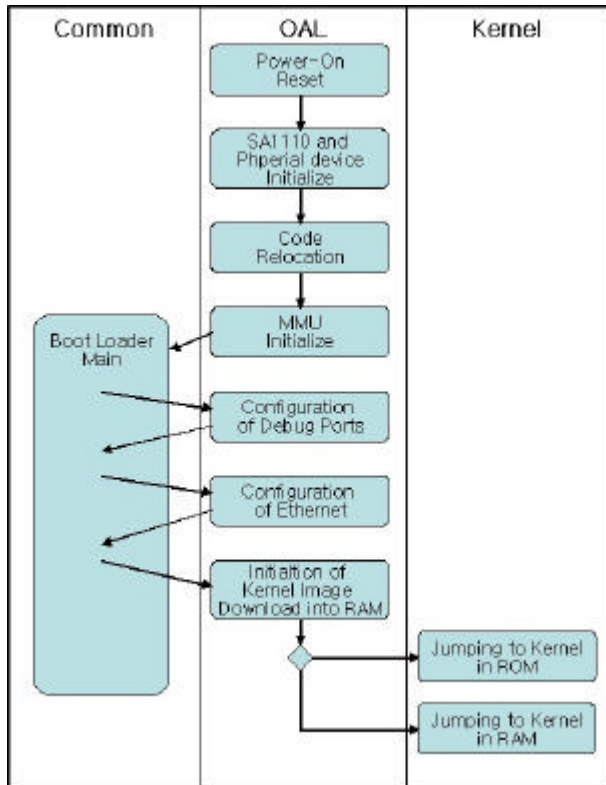 Common
OAL
Kernel
Power-On
Reset
SA1110 and
Phperial device
Initialize
Code
Relocation
MMU
Initialize
Boot Loader
Main
Configuration
of Debug Ports
Configuration
of Ethernet
Initialtion of
Kernel Image
Download into RAM
Jumping to Kernel
in ROM
Jumping to Kernel
in RAM